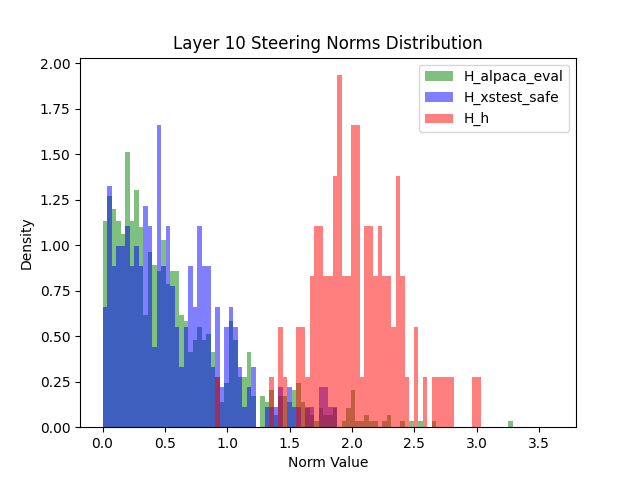 Layer 10 Steering Norms Distribution
H_alpaca_eval
H_xstest_safe
H_h
Density
2.00
1.75
1.50
1.25
1.00
0.75
0.50
0.25
0.00
0.0 0.5 1.0 1.5 2.0 2.5 3.0 3.5
Norm Value